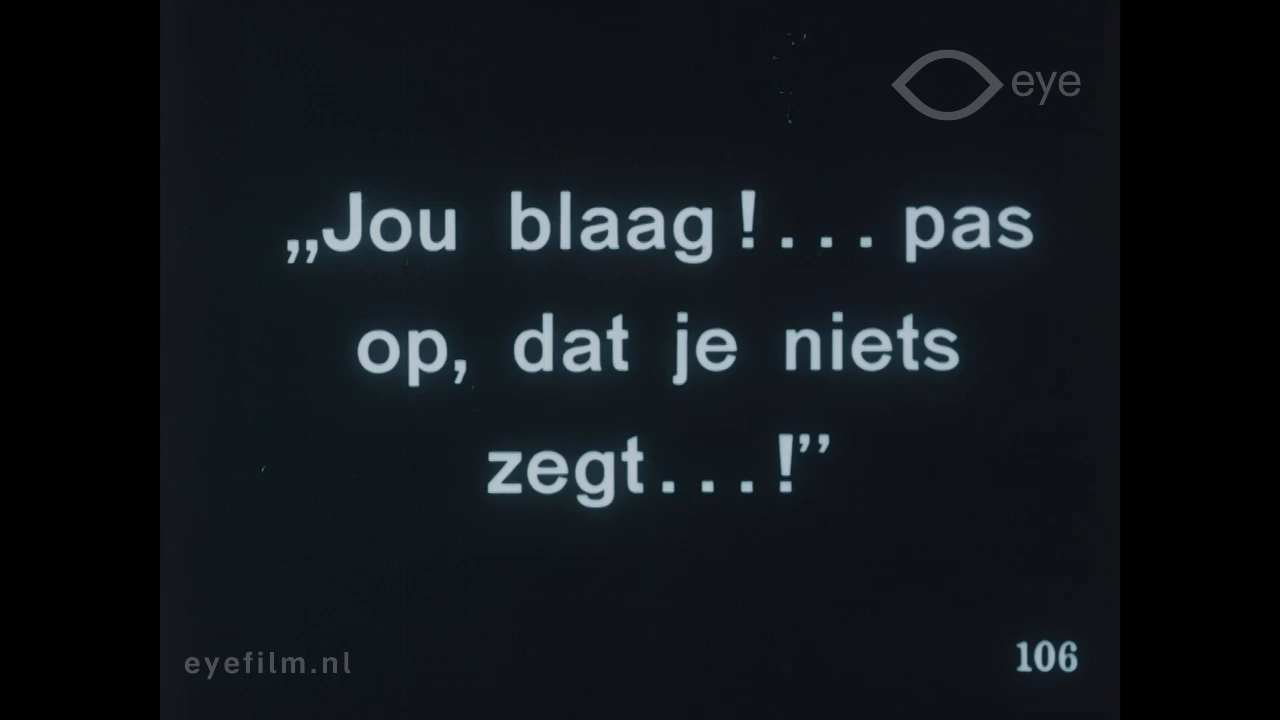 eye
„Jou blaag!... pas
op, dat je niets
zegt...!”
eyefilm.nl
106